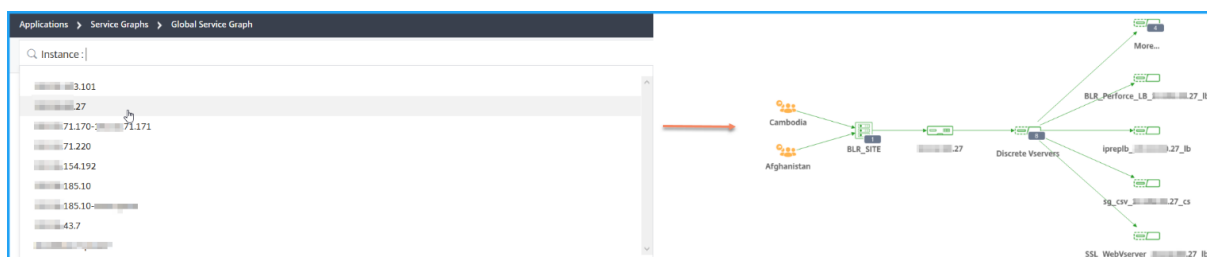 Applications > Service Graphs > Global Service Graph
Instance :
3.101
.27
71.170- 71.171
71.220
154.192
185.10
185.10-
43.7
Cambodia
Afghanistan
BLR_SITE
1
.27
Discrete Vservers
8
More...
BLR_Perforce_LB_ .27_lb
ipreplb_ .27_lb
sg_csv_ .27_cs
SSL_WebVserver_ .27_lb